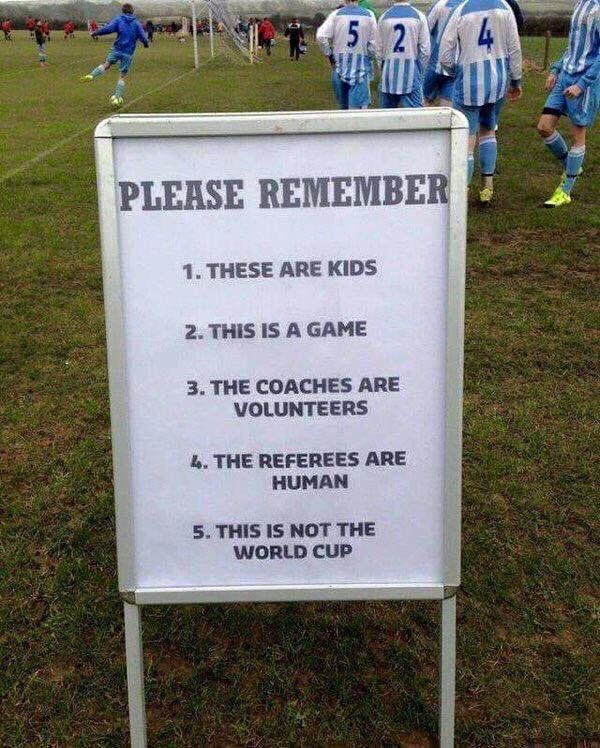 5 2 4
PLEASE REMEMBER
1. THESE ARE KIDS
2. THIS IS A GAME
3. THE COACHES ARE
VOLUNTEERS
4. THE REFEREES ARE
HUMAN
5. THIS IS NOT THE
WORLD CUP